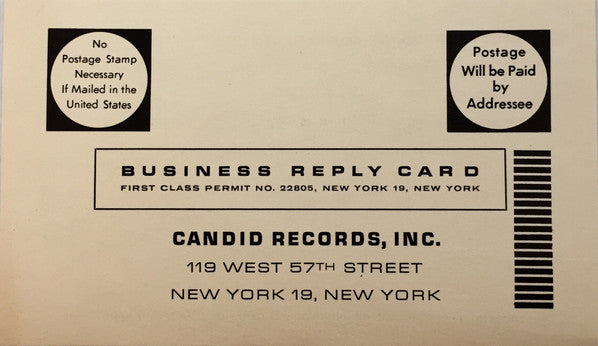 No
Postage Stamp
Necessary
If Mailed in the
United States
Postage
Will be Paid
by
Addressee
BUSINESS REPLY CARD
FIRST CLASS PERMIT NO. 22805, NEW YORK 19, NEW YORK
CANDID RECORDS, INC.
119 WEST 57TH STREET
NEW YORK 19, NEW YORK